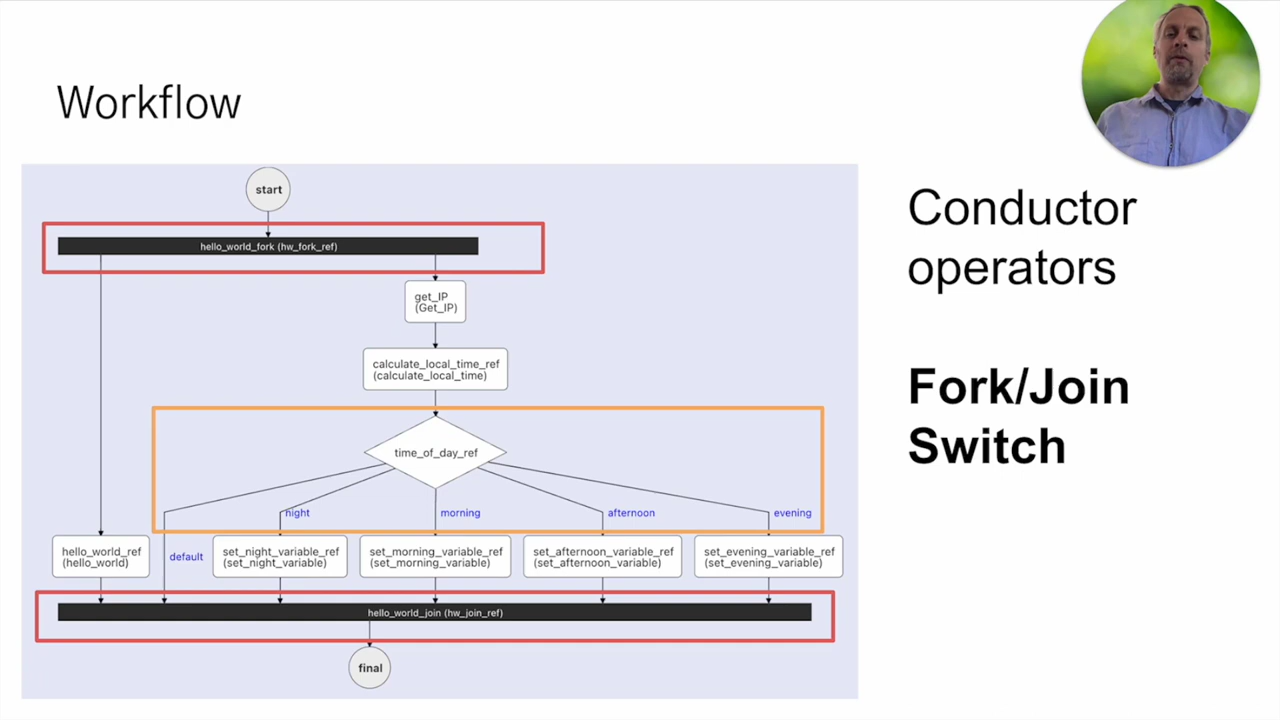 Workflow
start
hello_world_fork (hw_fork_ref)
get_IP
(Get_IP)
calculate_local_time_ref
(calculate_local_time)
time_of_day_ref
night
morning
afternoon
evening
hello_world_ref
(hello_world)
default
set_night_variable_ref
(set_night_variable)
set_morning_variable_ref
(set_morning_variable)
set_afternoon_variable_ref
(set_afternoon_variable)
set_evening_variable_ref
(set_evening_variable)
hello_world_join (hw_join_ref)
final
Conductor
operators
Fork/Join
Switch